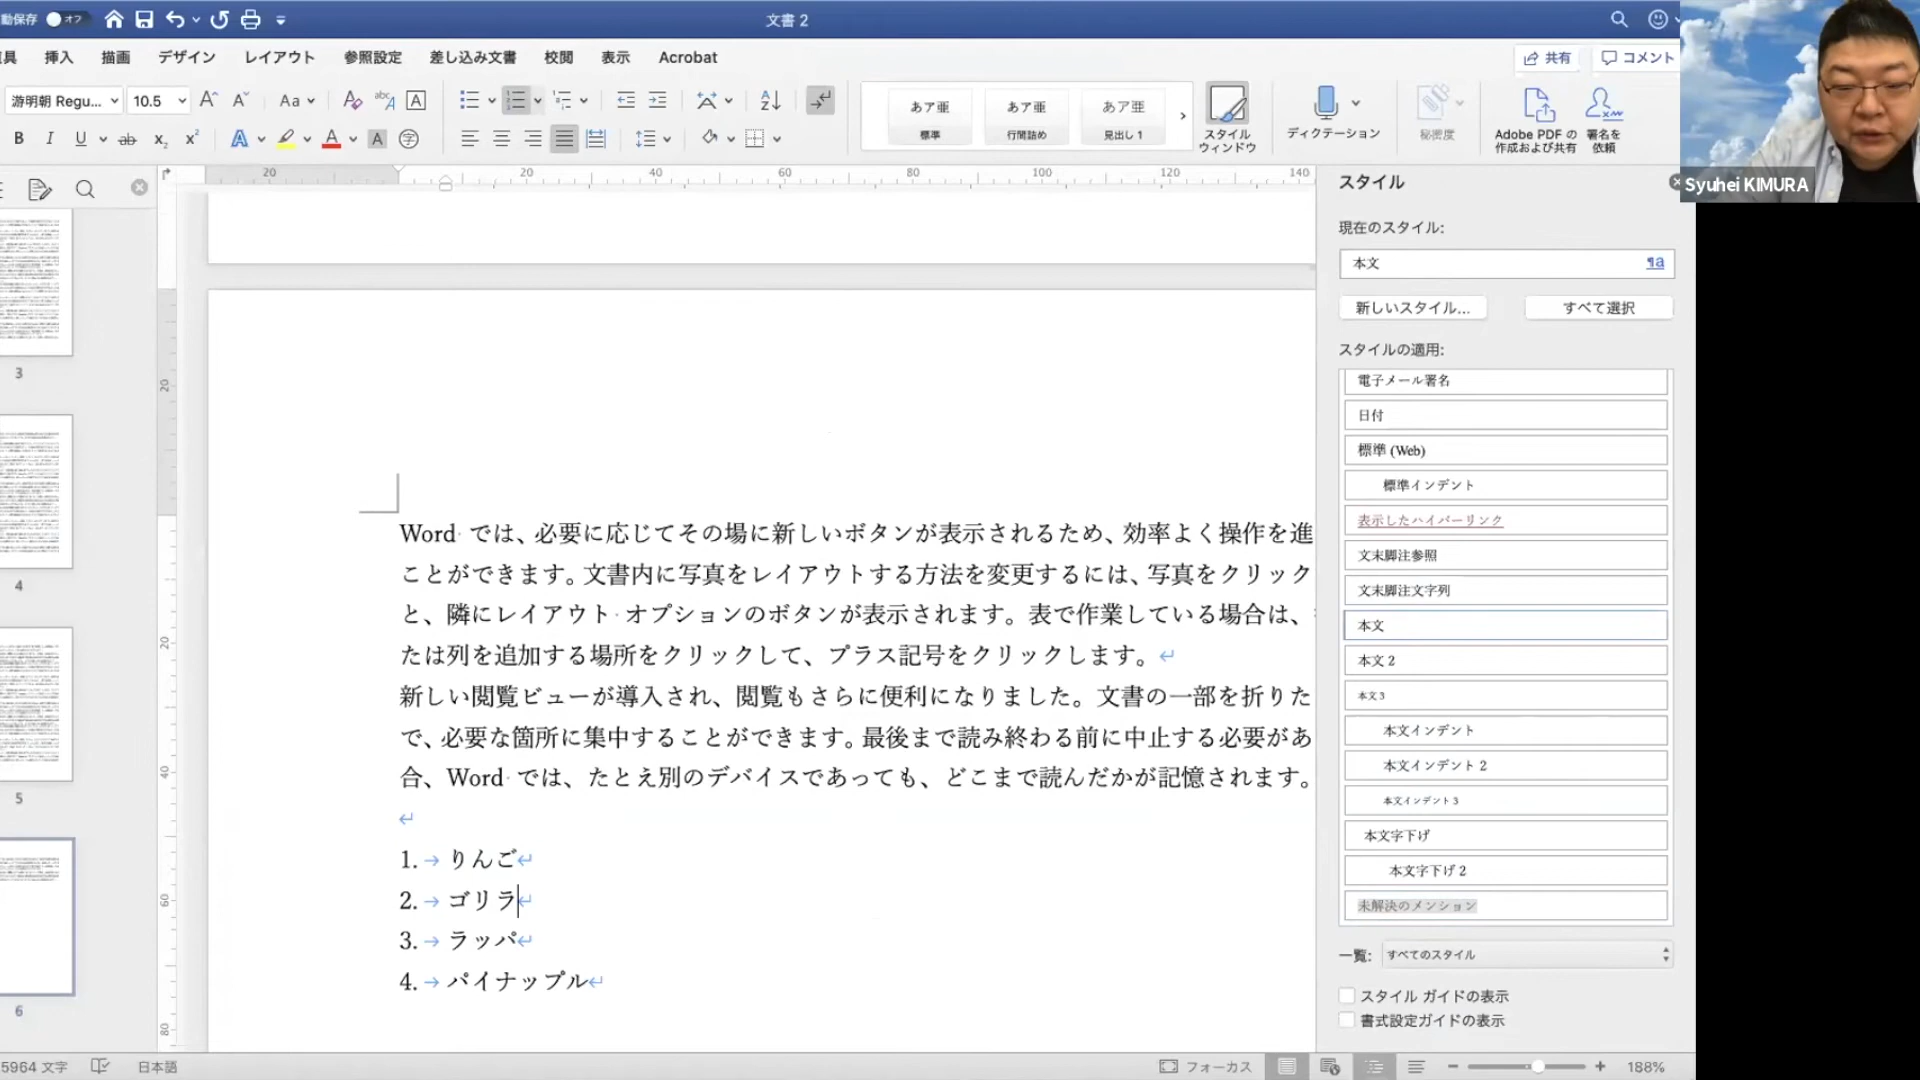 動保存 オフ
文書 2
具 挿入 描画 デザイン レイアウト 参照設定 差し込み文書 校閲 表示 Acrobat
共有 コメント
游明朝 Regu... 10.5
あア亜 標準
あア亜 行間詰め
あア亜 見出し 1
スタイル
ウィンドウ
ディクテーション
秘密度
Adobe PDF の
作成および共有
署名を
依頼
Syuhei KIMURA
20 20 40 60 80 100 120 140
3
4
5
6
Word では、必要に応じてその場に新しいボタンが表示されるため、効率よく操作を進
ことができます。文書内に写真をレイアウトする方法を変更するには、写真をクリック
と、隣にレイアウト オプションのボタンが表示されます。表で作業している場合は、
たは列を追加する場所をクリックして、プラス記号をクリックします。
新しい閲覧ビューが導入され、閲覧もさらに便利になりました。文書の一部を折りた
で、必要な箇所に集中することができます。最後まで読み終わる前に中止する必要があ
合、Word では、たとえ別のデバイスであっても、どこまで読んだかが記憶されます。
1. → りんご
2. → ゴリラ
3. → ラッパ
4. → パイナップル
20
20
40
60
80
スタイル
現在のスタイル:
本文
新しいスタイル... すべて選択
スタイルの適用:
電子メール署名
日付
標準 (Web)
標準インデント
表示したハイパーリンク
文末脚注参照
文末脚注文字列
本文
本文 2
本文 3
本文インデント
本文インデント 2
本文インデント 3
本文字下げ
本文字下げ 2
未解決のメンション
一覧: すべてのスタイル
スタイル ガイドの表示
書式設定ガイドの表示
5964 文字 日本語
フォーカス 188%